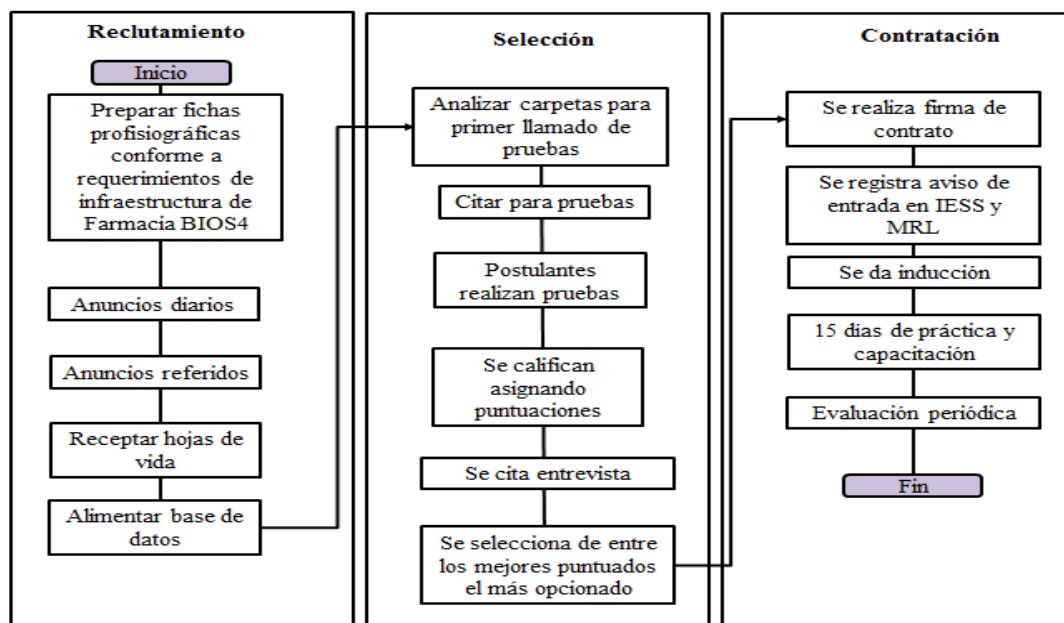 Reclutamiento
Inicio
Preparar fichas
profisiográficas
conforme a
requerimientos de
infraestructura de
Farmacia BIOS4
Anuncios diarios
Anuncios referidos
Receptar hojas de
vida
Alimentar base de
datos
Selección
Analizar carpetas para
primer llamado de
pruebas
Citar para pruebas
Postulantes
realizan pruebas
Se califican
asignando
puntuaciones
Se cita entrevista
Se selecciona de entre
los mejores puntuados
el más opcionado
Contratación
Se realiza firma de
contrato
Se registra aviso de
entrada en IESS y
MRL
Se da inducción
15 días de práctica y
capacitación
Evaluación periódica
Fin